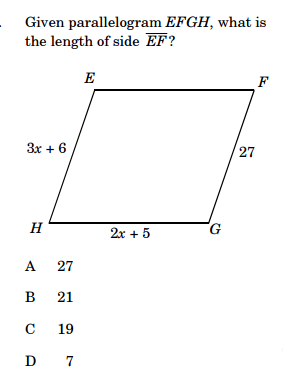 Given parallelogram EFGH, what is
the length of side EF?
E
F
3x + 6
27
H
2x + 5
G
A 27
B 21
C 19
D 7